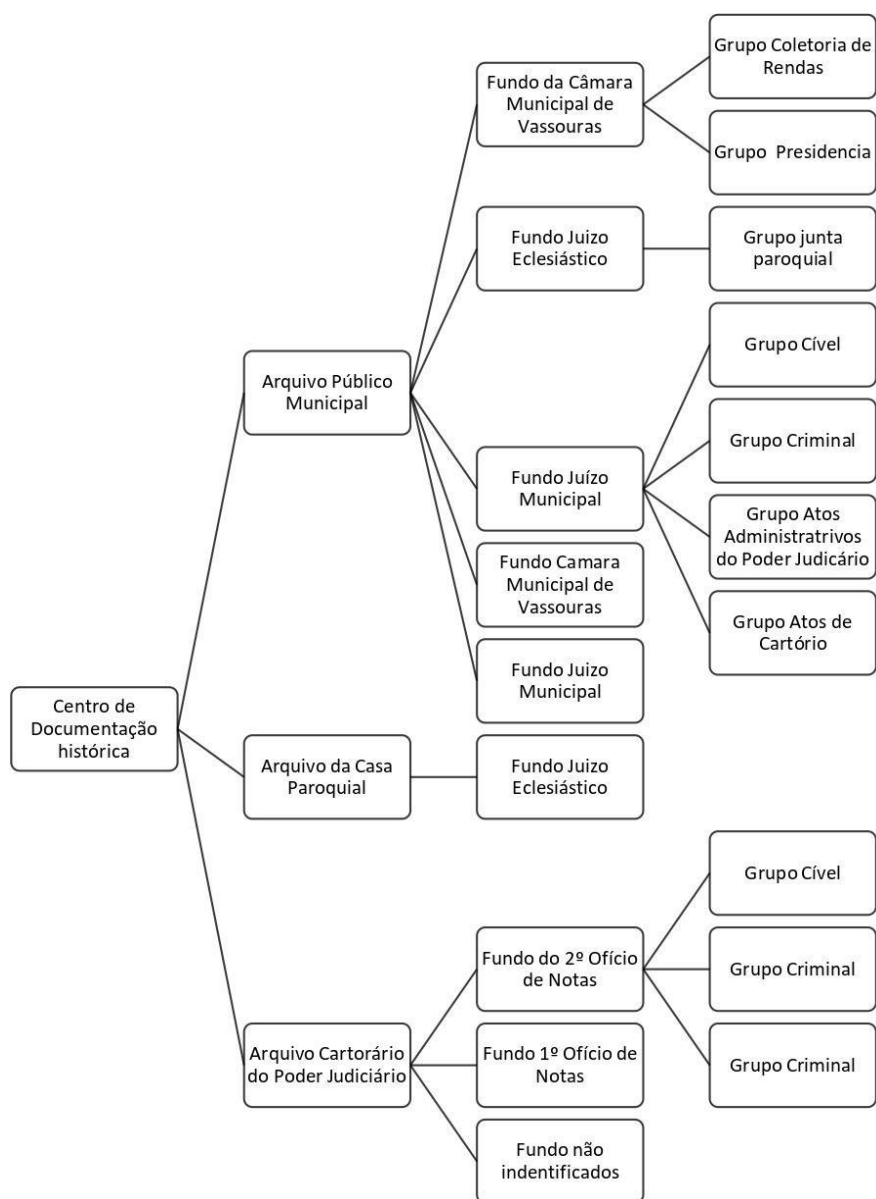 Centro de
Documentação
histórica
Arquivo Público
Municipal
Fundo da Câmara
Municipal de
Vassouras
Grupo Coletoria de
Rendas
Grupo Presidencia
Fundo Juizo
Eclesiástico
Grupo junta
paroquial
Fundo Juízo
Municipal
Grupo Cível
Grupo Criminal
Grupo Atos
Administratrivos
do Poder Judicário
Grupo Atos de
Cartório
Fundo Camara
Municipal de
Vassouras
Fundo Juizo
Municipal
Arquivo da Casa
Paroquial
Fundo Juizo
Eclesiástico
Arquivo Cartorário
do Poder Judiciário
Fundo do 2º Ofício
de Notas
Grupo Cível
Grupo Criminal
Grupo Criminal
Fundo 1º Ofício de
Notas
Fundo não
indentificados